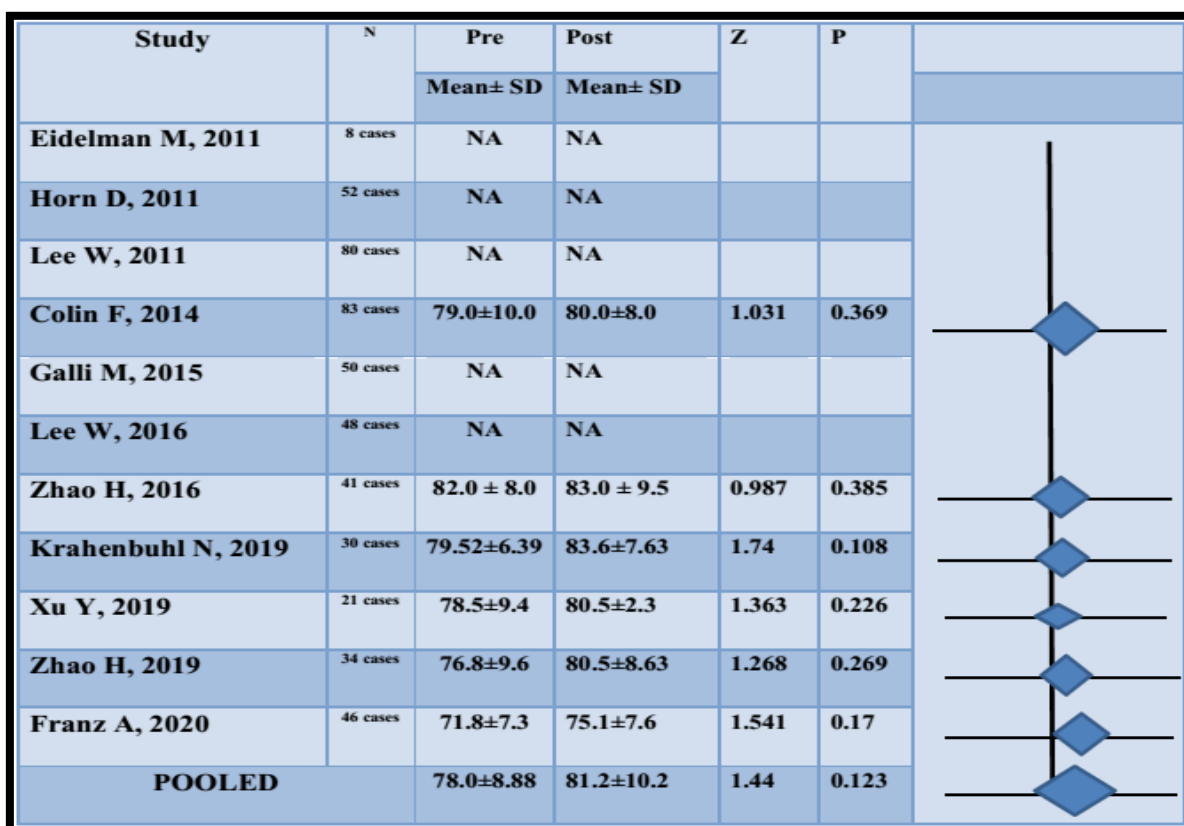 Study N Pre Post Z P
Mean± SD Mean± SD
Eidelman M, 2011 8 cases NA NA
Horn D, 2011 52 cases NA NA
Lee W, 2011 80 cases NA NA
Colin F, 2014 83 cases 79.0±10.0 80.0±8.0 1.031 0.369
Galli M, 2015 50 cases NA NA
Lee W, 2016 48 cases NA NA
Zhao H, 2016 41 cases 82.0 ± 8.0 83.0 ± 9.5 0.987 0.385
Krahenbuhl N, 2019 30 cases 79.52±6.39 83.6±7.63 1.74 0.108
Xu Y, 2019 21 cases 78.5±9.4 80.5±2.3 1.363 0.226
Zhao H, 2019 34 cases 76.8±9.6 80.5±8.63 1.268 0.269
Franz A, 2020 46 cases 71.8±7.3 75.1±7.6 1.541 0.17
POOLED 78.0±8.88 81.2±10.2 1.44 0.123